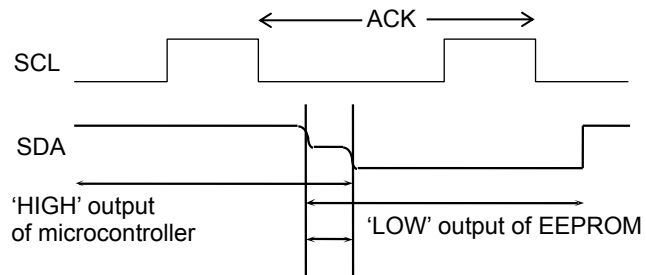 ACK
SCL
SDA
‘HIGH’ output
of microcontroller
‘LOW’ output of EEPROM